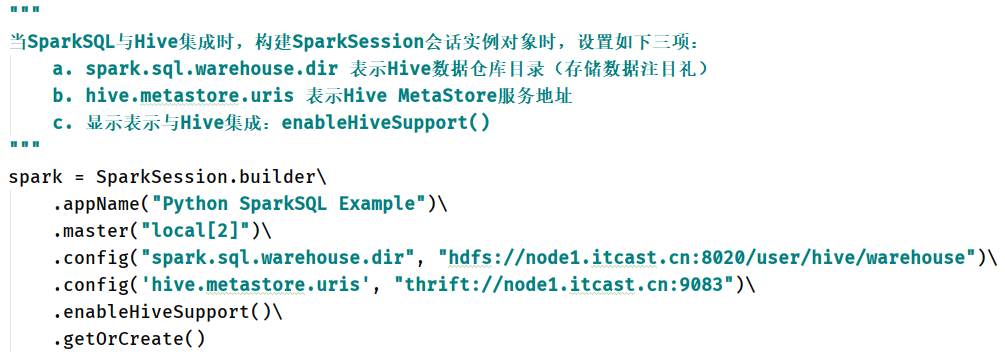 """
当SparkSQL与Hive集成时，构建SparkSession会话实例对象时，设置如下三项：
    a. spark.sql.warehouse.dir 表示Hive数据仓库目录（存储数据注目礼）
    b. hive.metastore.uris 表示Hive MetaStore服务地址
    c. 显示表示与Hive集成：enableHiveSupport()
"""
spark = SparkSession.builder\
    .appName("Python SparkSQL Example")\
    .master("local[2]")\
    .config("spark.sql.warehouse.dir", "hdfs://node1.itcast.cn:8020/user/hive/warehouse")\
    .config('hive.metastore.uris', "thrift://node1.itcast.cn:9083")\
    .enableHiveSupport()\
    .getOrCreate()